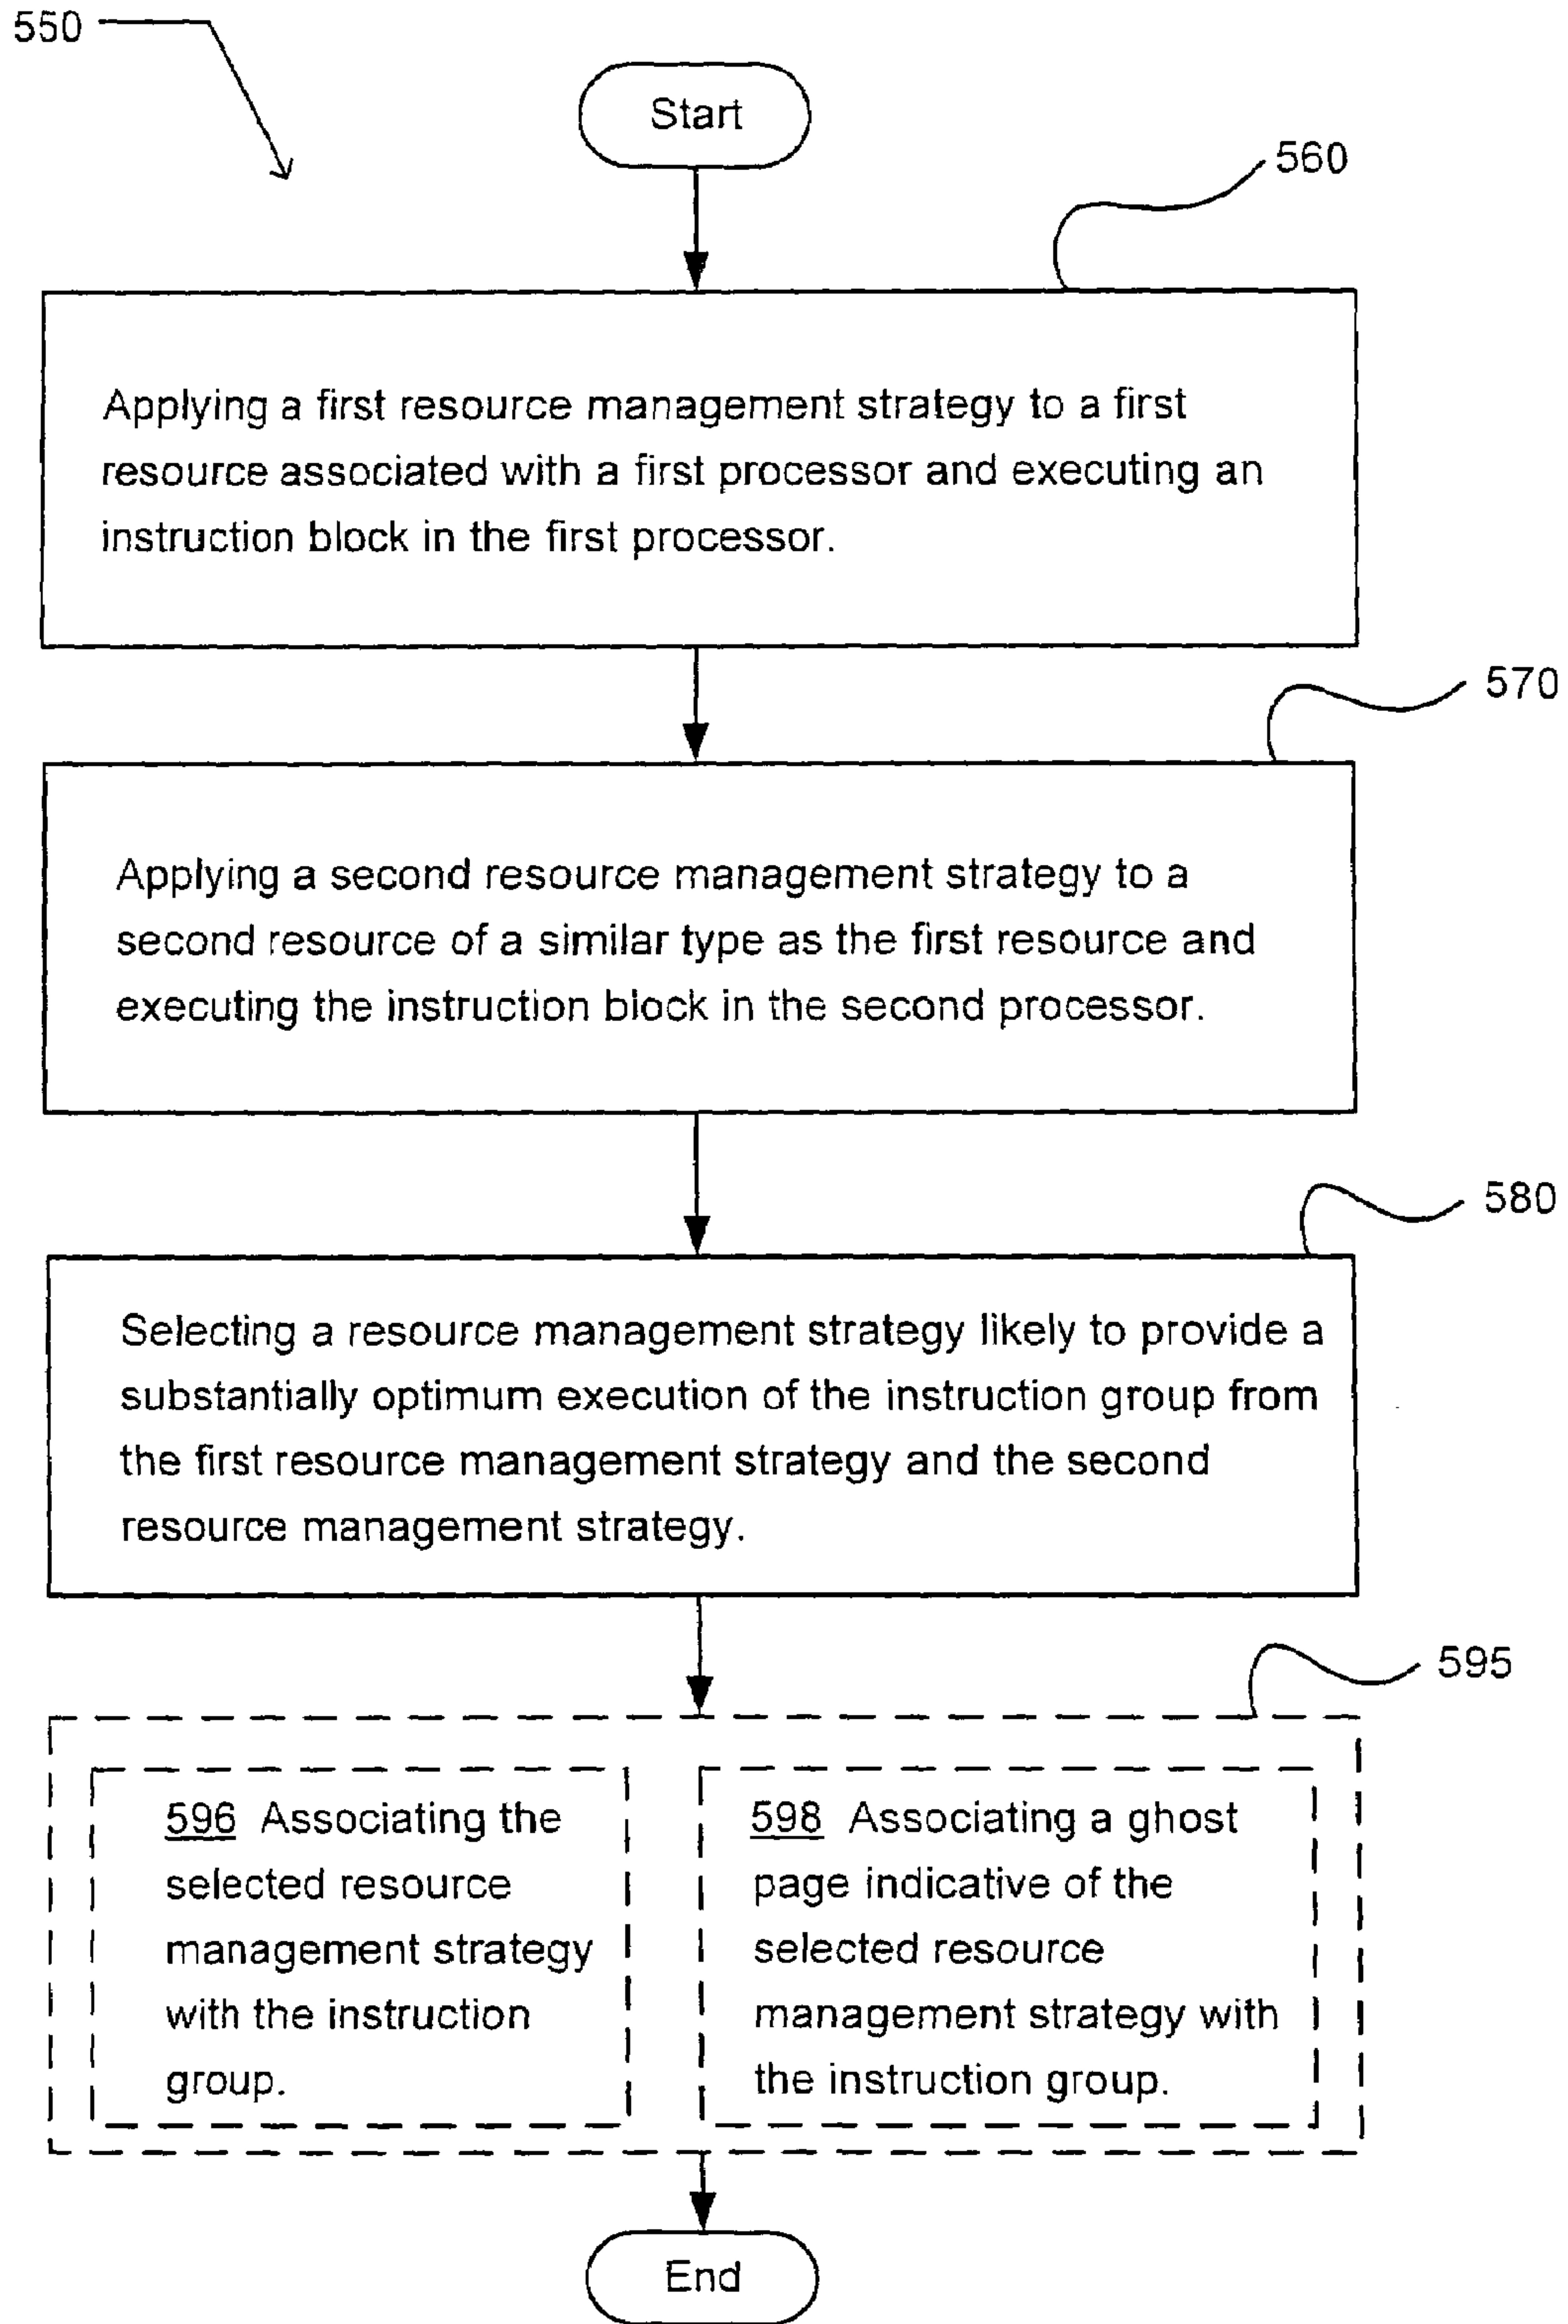 550
Start
560
Applying a first resource management strategy to a first
resource associated with a first processor and executing an
instruction block in the first processor.
570
Applying a second resource management strategy to a
second resource of a similar type as the first resource and
executing the instruction block in the second processor.
580
Selecting a resource management strategy likely to provide a
substantially optimum execution of the instruction group from
the first resource management strategy and the second
resource management strategy.
595
596 Associating the
selected resource
management strategy
with the instruction
group.
598 Associating a ghost
page indicative of the
selected resource
management strategy with
the instruction group.
End